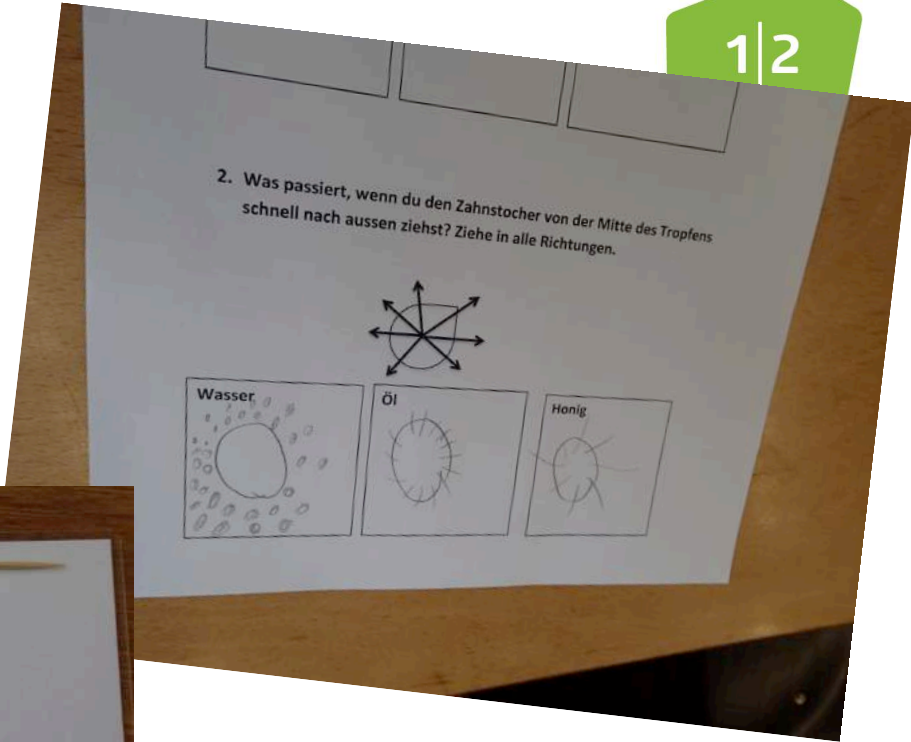 1|2
2. Was passiert, wenn du den Zahnstocher von der Mitte des Tropfens
schnell nach aussen ziehst? Ziehe in alle Richtungen.
Wasser
Öl
Honig